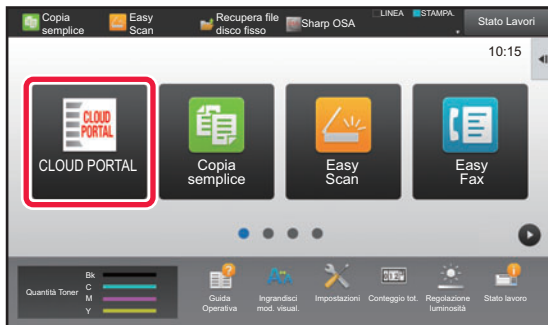 Copia
semplice
Easy
Scan
Recupera file
disco fisso
Sharp OSA
LINEA
STAMPA.
Stato Lavori
10:15
CLOUD
PORTAL
CLOUD PORTAL
Copia
semplice
Easy
Scan
Easy
Fax
Quantità Toner
Bk
C
M
Y
Guida
Operativa
Ingrandisci
mod. visual.
Impostazioni
Conteggio tot.
Regolazione
luminosità
Stato lavoro